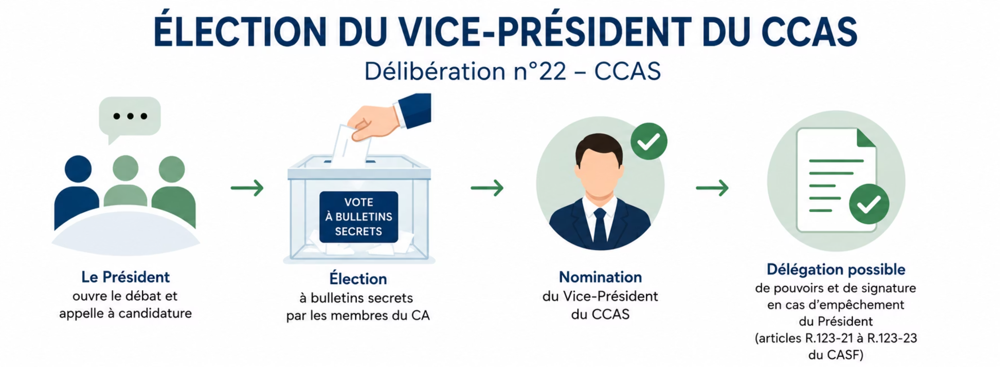 ÉLECTION DU VICE-PRÉSIDENT DU CCAS
Délibération n°22 – CCAS
VOTE
À BULLETINS
SECRETS
Le Président
ouvre le débat et
appelle à candidature
Élection
à bulletins secrets
par les membres du CA
Nomination
du Vice-Président
du CCAS
Délégation possible
de pouvoirs et de signature
en cas d’empêchement
du Président
(articles R.123-21 à R.123-23
du CASF)